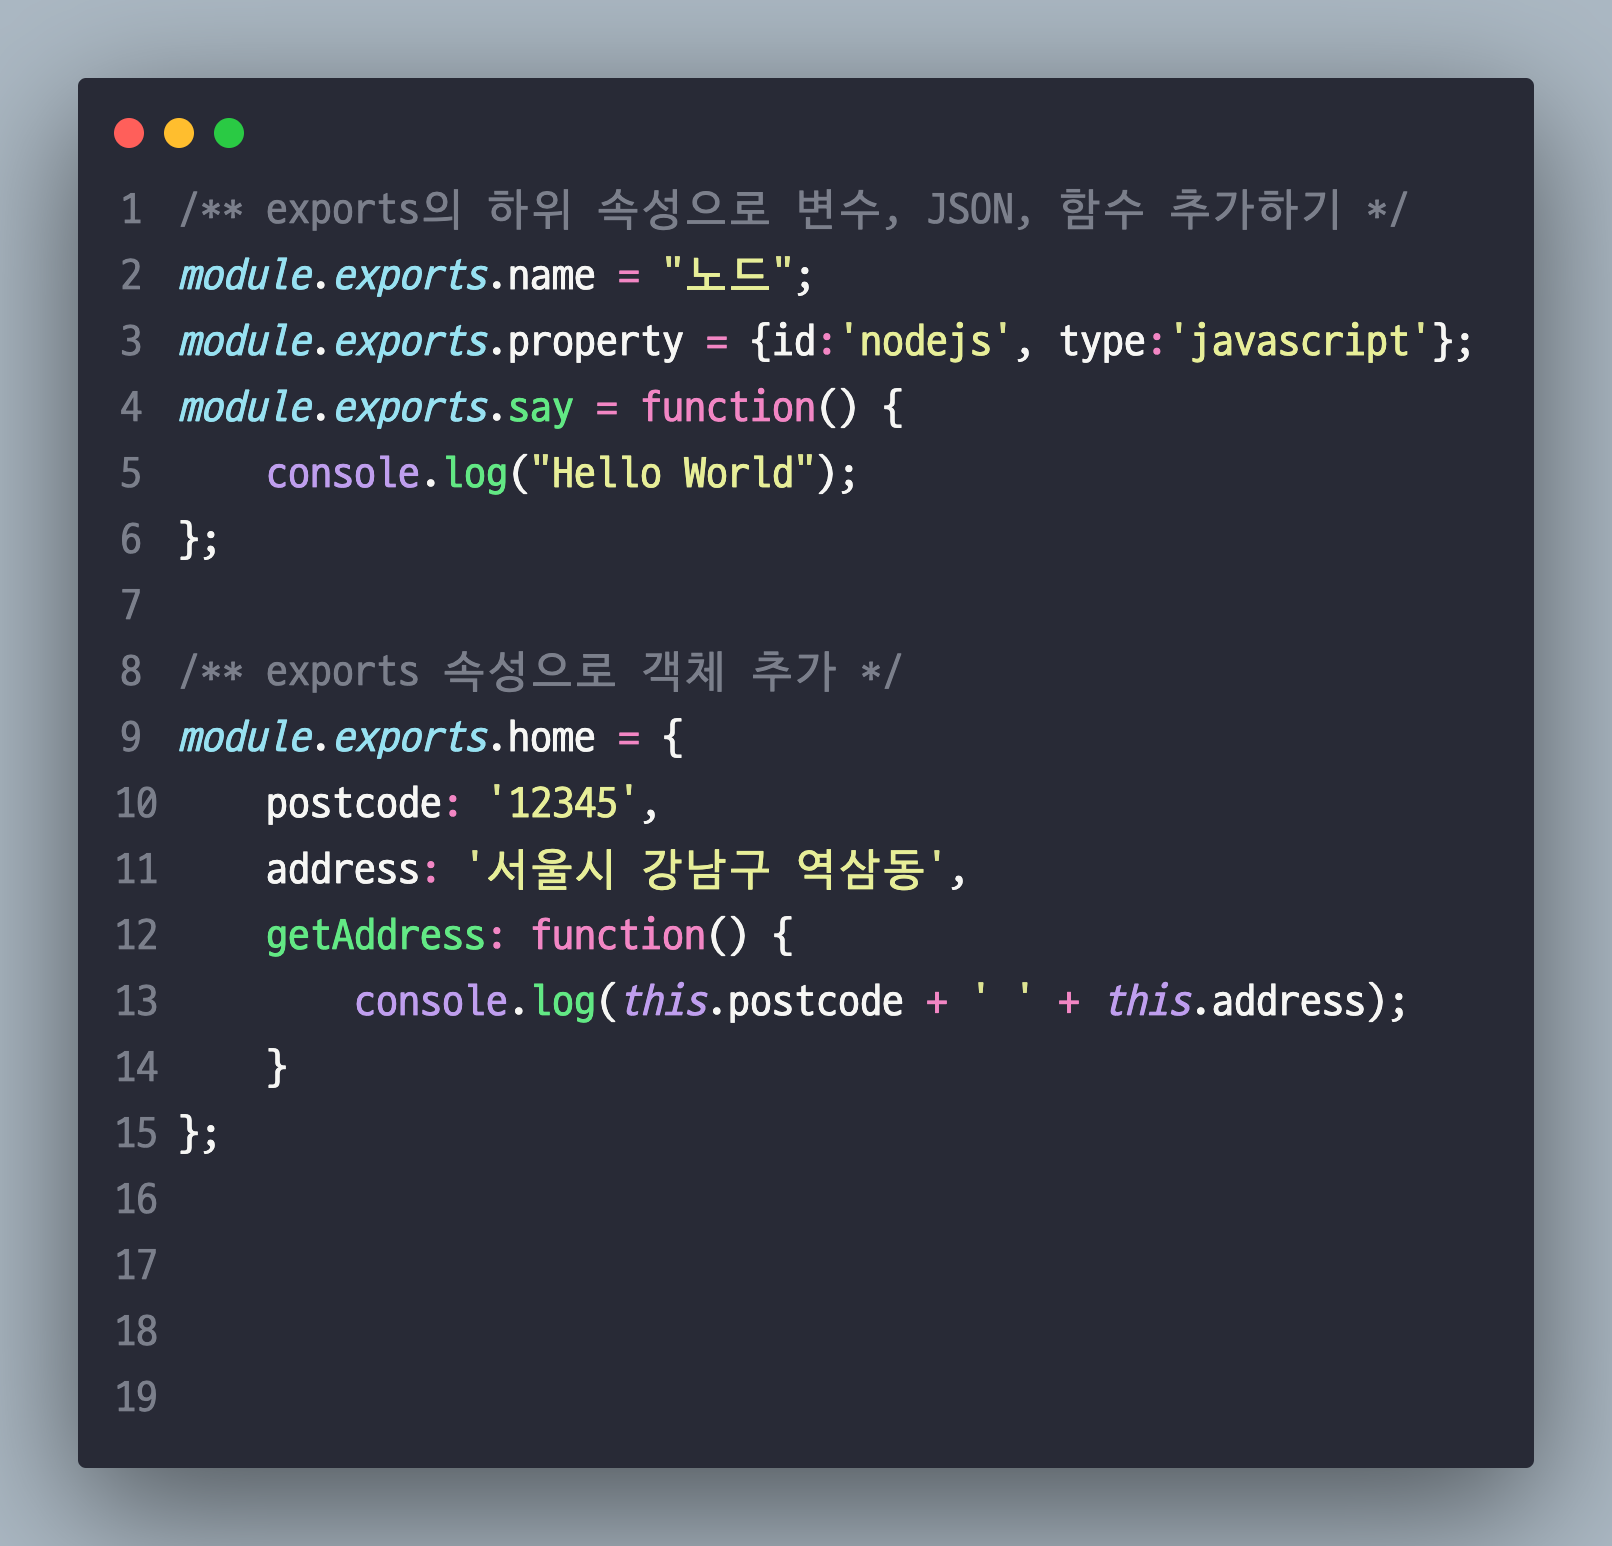 1 /** exports의 하위 속성으로 변수, JSON, 함수 추가하기 */
2 module.exports.name = "노드";
3 module.exports.property = {id:'nodejs', type:'javascript'};
4 module.exports.say = function() {
5     console.log("Hello World");
6 };
7
8 /** exports 속성으로 객체 추가 */
9 module.exports.home = {
10     postcode: '12345',
11     address: '서울시 강남구 역삼동',
12     getAddress: function() {
13         console.log(this.postcode + ' ' + this.address);
14     }
15 };
16
17
18
19